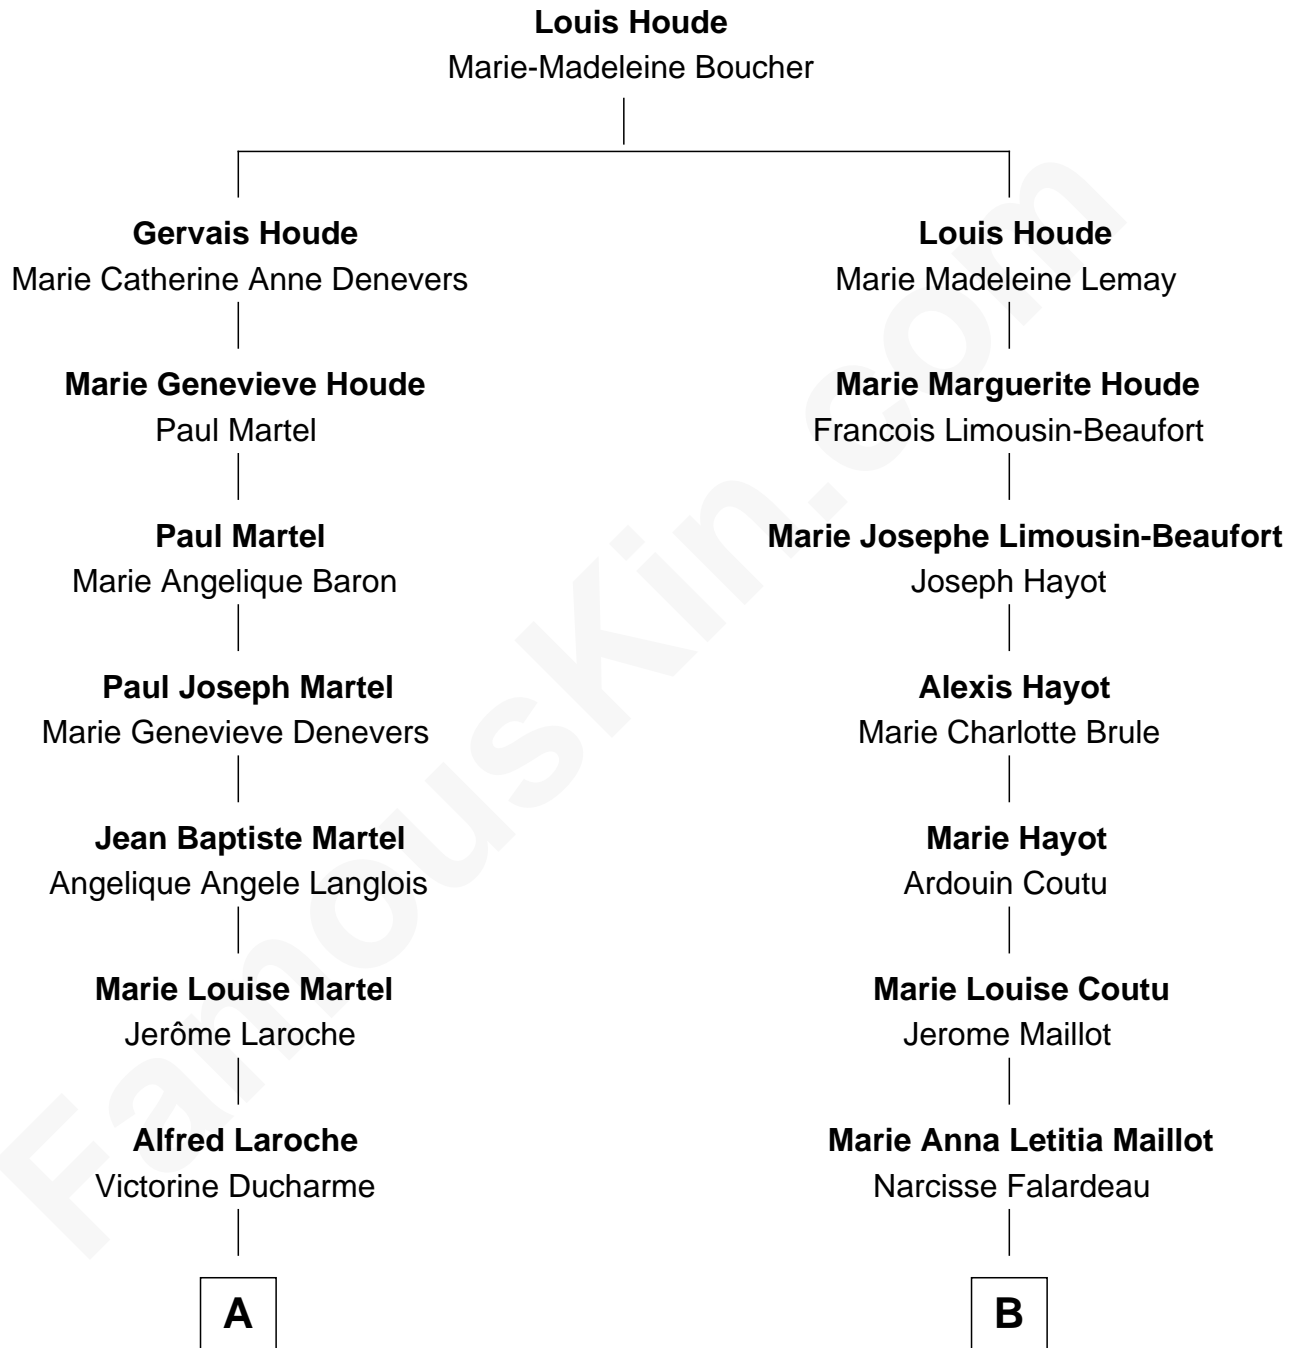 Louis Houde
Marie-Madeleine Boucher
Gervais Houde
Marie Catherine Anne Denevers
Louis Houde
Marie Madeleine Lemay
Marie Genevieve Houde
Paul Martel
Marie Marguerite Houde
Francois Limousin-Beaufort
Paul Martel
Marie Angelique Baron
Marie Josephe Limousin-Beaufort
Joseph Hayot
Paul Joseph Martel
Marie Genevieve Denevers
Alexis Hayot
Marie Charlotte Brule
Jean Baptiste Martel
Angelique Angele Langlois
Marie Hayot
Ardouin Coutu
Marie Louise Martel
Jerôme Laroche
Marie Louise Coutu
Jerome Maillot
Alfred Laroche
Victorine Ducharme
Marie Anna Letitia Maillot
Narcisse Falardeau
A
B
FamousKin.com